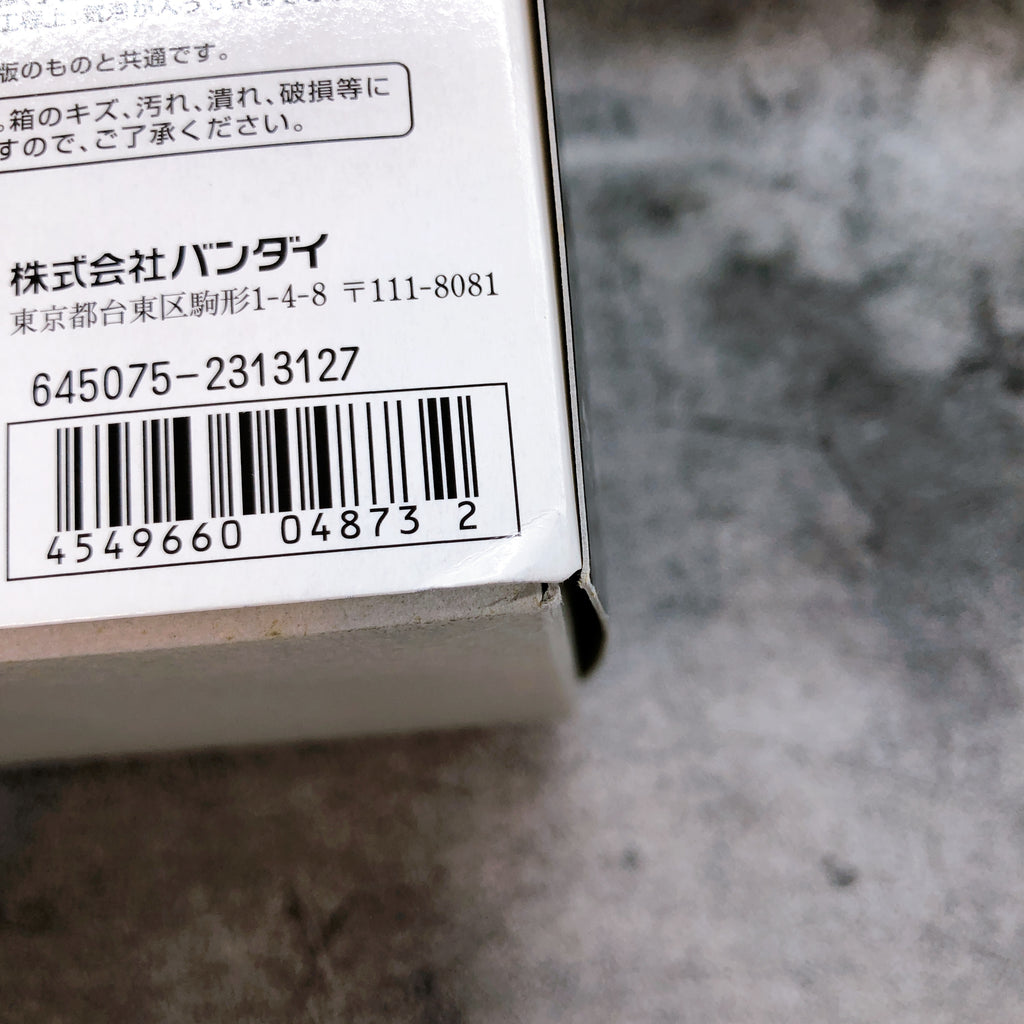 版のものと共通です。
。箱のキズ、汚れ、潰れ、破損等に
すので、ご了承ください。
株式会社バンダイ
東京都台東区駒形1-4-8 〒111-8081
645075-2313127
4549660 04873 2